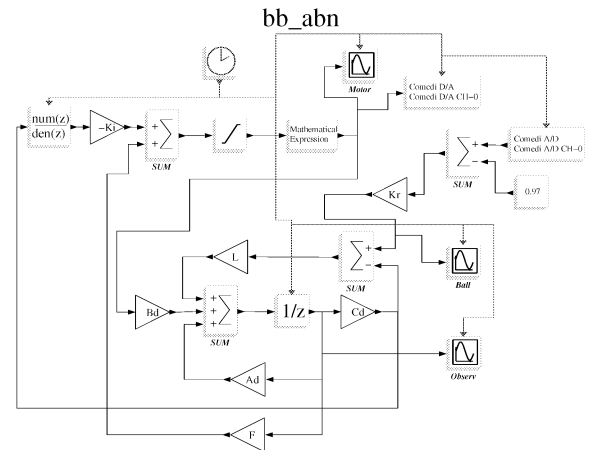 bb_abn
Motor
Comedi D/A
Comedi D/A CH-0
num(z)
den(z)
-Ki
+
+
Σ
SUM
Mathematical
Expression
Σ
+
-
SUM
Comedi A/D
Comedi A/D CH-0
0.97
Kr
L
Σ
+
-
SUM
Ball
Bd
+
+
+
Σ
SUM
1/z
Cd
Observ
Ad
F